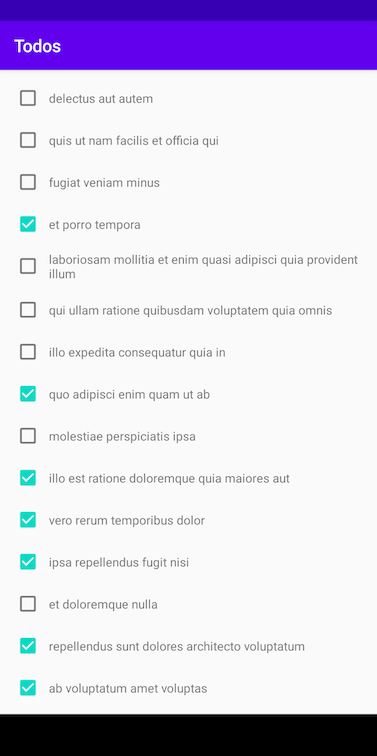 Todos
delectus aut autem
quis ut nam facilis et officia qui
fugiat veniam minus
et porro tempora
laboriosam mollitia et enim quasi adipisci quia provident
illum
qui ullam ratione quibusdam voluptatem quia omnis
illo expedita consequatur quia in
quo adipisci enim quam ut ab
molestiae perspiciatis ipsa
illo est ratione doloremque quia maiores aut
vero rerum temporibus dolor
ipsa repellendus fugit nisi
et doloremque nulla
repellendus sunt dolores architecto voluptatum
ab voluptatum amet voluptas